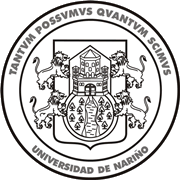 TANTVM POSSVMVS QVANTVM SCIMVS
UNIVERSIDAD DE NARIÑO